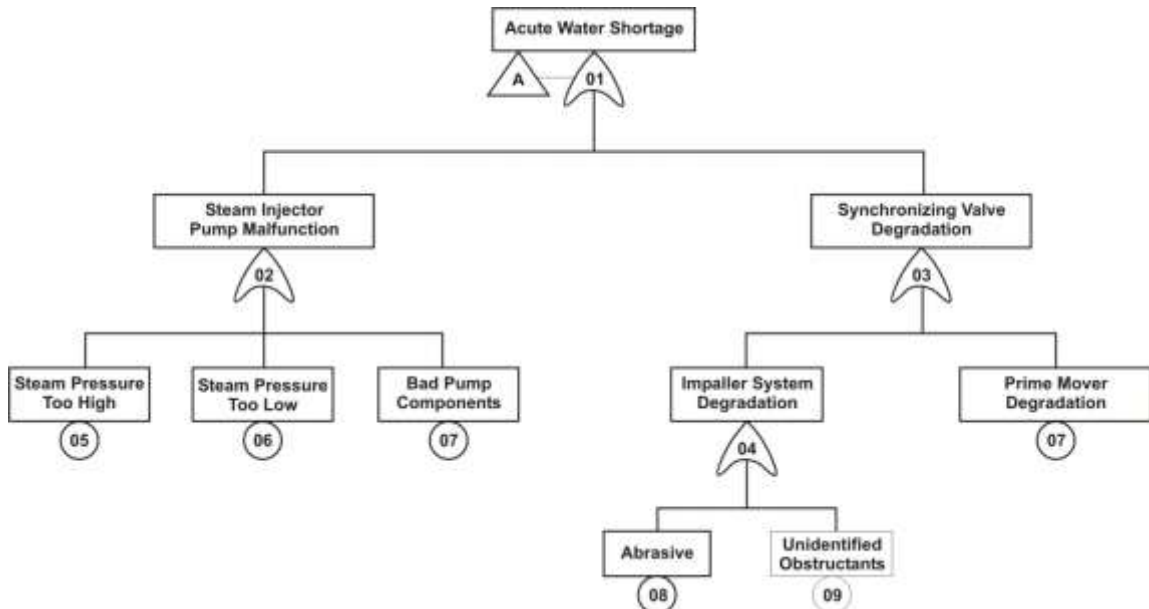 Acute Water Shortage
A
01
Steam Injector
Pump Malfunction
Synchronizing Valve
Degradation
02
03
Steam Pressure
Too High
Steam Pressure
Too Low
Bad Pump
Components
Impaller System
Degradation
Prime Mover
Degradation
05
06
07
04
07
Abrasive
Unidentified
Obstructants
08
09